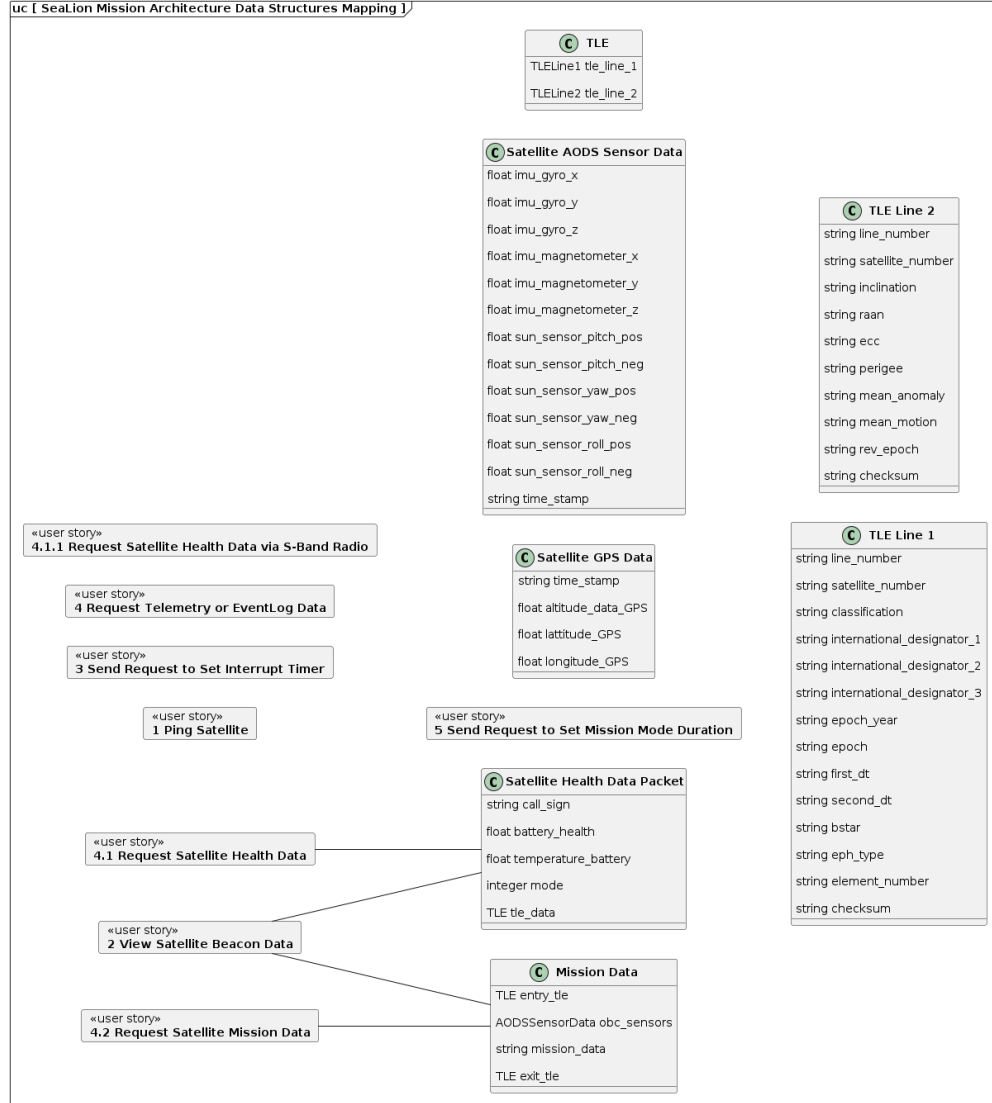 uc [ SeaLion Mission Architecture Data Structures Mapping ]
C TLE
TLELine1 tle_line_1
TLELine2 tle_line_2
C Satellite AODS Sensor Data
float imu_gyro_x
float imu_gyro_y
float imu_gyro_z
float imu_magnetometer_x
float imu_magnetometer_y
float imu_magnetometer_z
float sun_sensor_pitch_pos
float sun_sensor_pitch_neg
float sun_sensor_yaw_pos
float sun_sensor_yaw_neg
float sun_sensor_roll_pos
float sun_sensor_roll_neg
string time_stamp
C TLE Line 2
string line_number
string satellite_number
string inclination
string raan
string ecc
string perigee
string mean_anomaly
string mean_motion
string rev_epoch
string checksum
«user story»
4.1.1 Request Satellite Health Data via S-Band Radio
«user story»
4 Request Telemetry or EventLog Data
«user story»
3 Send Request to Set Interrupt Timer
«user story»
1 Ping Satellite
C Satellite GPS Data
string time_stamp
float altitude_data_GPS
float lattitude_GPS
float longitude_GPS
«user story»
5 Send Request to Set Mission Mode Duration
C TLE Line 1
string line_number
string satellite_number
string classification
string international_designator_1
string international_designator_2
string international_designator_3
string epoch_year
string epoch
string first_dt
string second_dt
string bstar
string eph_type
string element_number
string checksum
C Satellite Health Data Packet
string call_sign
float battery_health
float temperature_battery
integer mode
TLE tle_data
«user story»
4.1 Request Satellite Health Data
«user story»
2 View Satellite Beacon Data
«user story»
4.2 Request Satellite Mission Data
C Mission Data
TLE entry_tle
AODSSensorData obc_sensors
string mission_data
TLE exit_tle